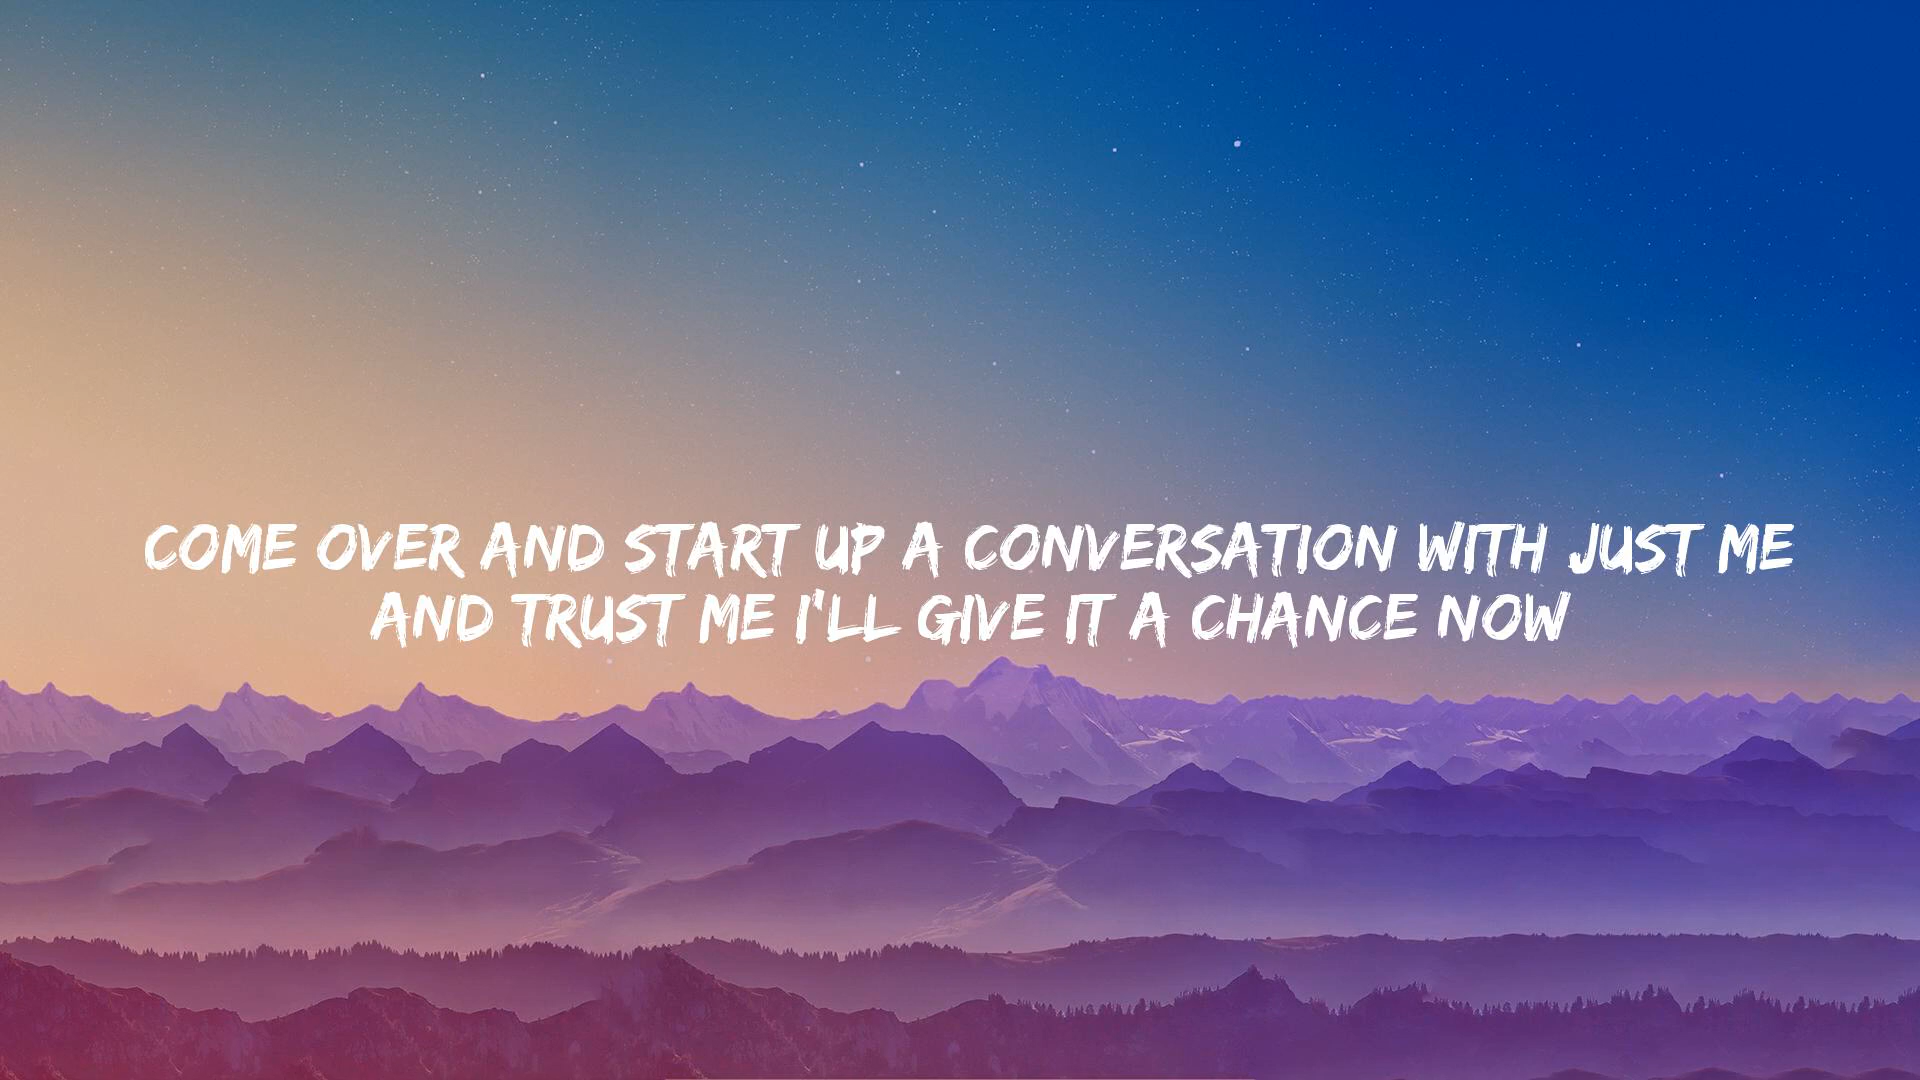 COME OVER AND START UP A CONVERSATION WITH JUST ME
AND TRUST ME I'LL GIVE IT A CHANCE NOW